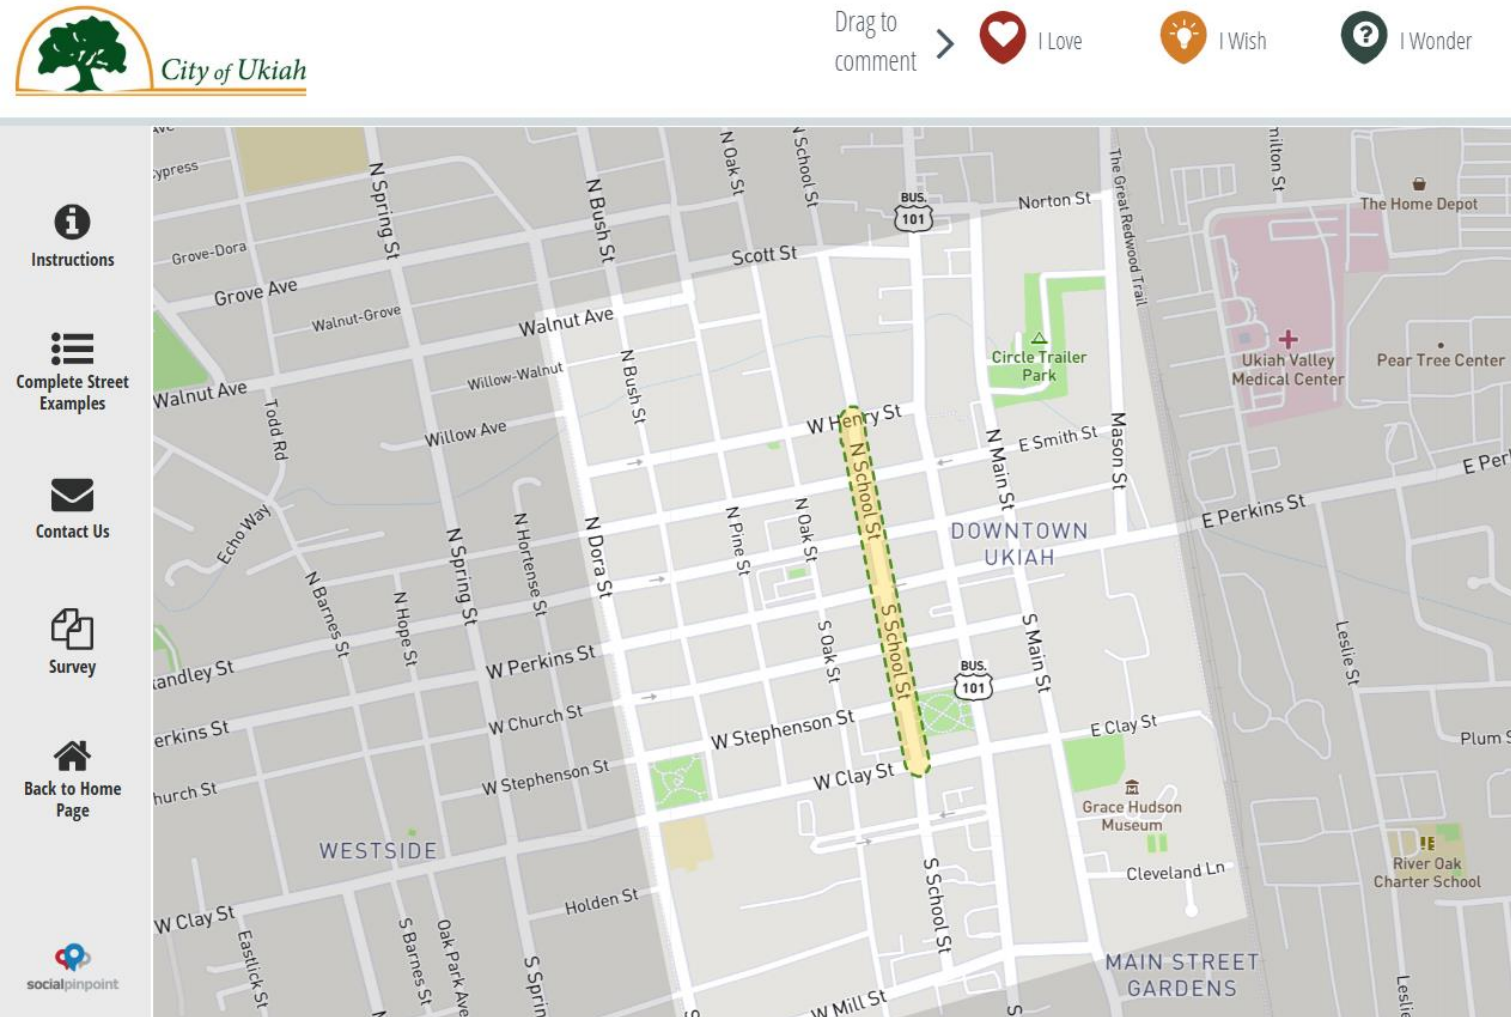 City of Ukiah
Drag to
comment
I Love
I Wish
I Wonder
Instructions
Complete Street
Examples
Contact Us
Survey
Back to Home
Page
socialpinpoint
N Spring St
N Bush St
N Oak St
N School St
BUS.
101
Norton St
The Great Redwood Trail
milton St
The Home Depot
ypress
Grove-Dora
Grove Ave
Scott St
Walnut-Grove
Walnut Ave
Circle Trailer
Park
Ukiah Valley
Medical Center
Pear Tree Center
Willow-Walnut
N Bush St
Walnut Ave
Todd Rd
Willow Ave
W Henry St
N School St
N Main St
E Smith St
Mason St
E Perkins St
E Per
Echo Way
N Spring St
N Hortense St
N Dora St
N Pine St
N Oak St
DOWNTOWN
UKIAH
N Barnes St
N Hope St
S Oak St
S School St
S Main St
Leslie St
andley St
W Perkins St
BUS.
101
erkins St
W Church St
W Stephenson St
E Clay St
Plum S
hurch St
W Stephenson St
W Clay St
Grace Hudson
Museum
WESTSIDE
River Oak
Charter School
Cleveland Ln
W Clay St
Holden St
S School St
Eastlick St
S Barnes St
Oak Park Ave
S Sprin
MAIN STREET
GARDENS
W Mill St
Leslie